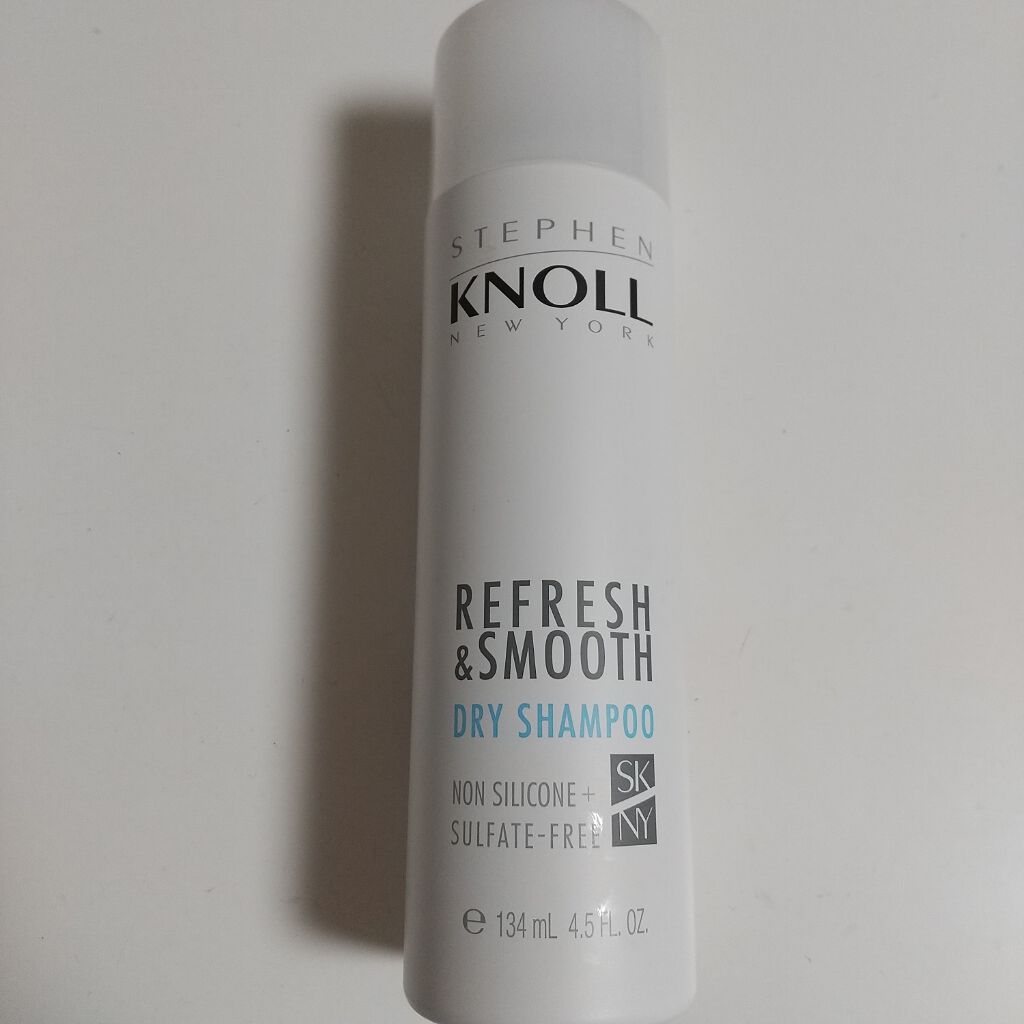 STEPHEN
KNOLL
NEW YORK
REFRESH
&SMOOTH
DRY SHAMPOO
NON SILICONE+
SULFATE-FREE
SK
NY
℮ 134 mL 4.5 FL. OZ.